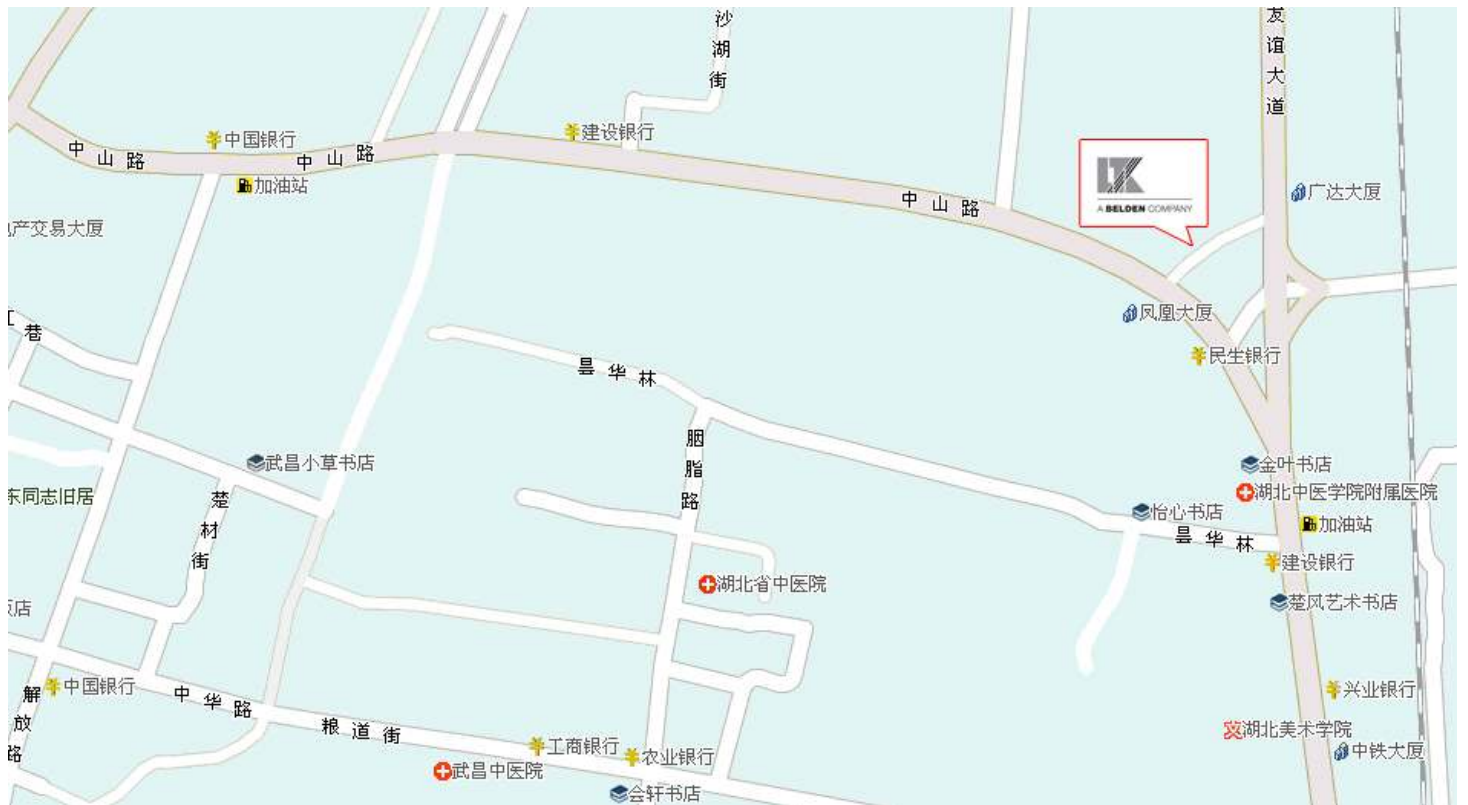 沙湖街
友谊大道
中国银行
建设银行
中山路
中山路
加油站
中山路
LTK
A BELDEN COMPANY
广达大厦
产交易大厦
凤凰大厦
巷
民生银行
昙华林
胭脂路
武昌小草书店
金叶书店
东同志旧居
楚材街
湖北中医学院附属医院
怡心书店
加油站
昙华林
建设银行
湖北省中医院
楚风艺术书店
店
中国银行
中华路
解放路
兴业银行
粮道街
湖北美术学院
工商银行
农业银行
中铁大厦
武昌中医院
会轩书店